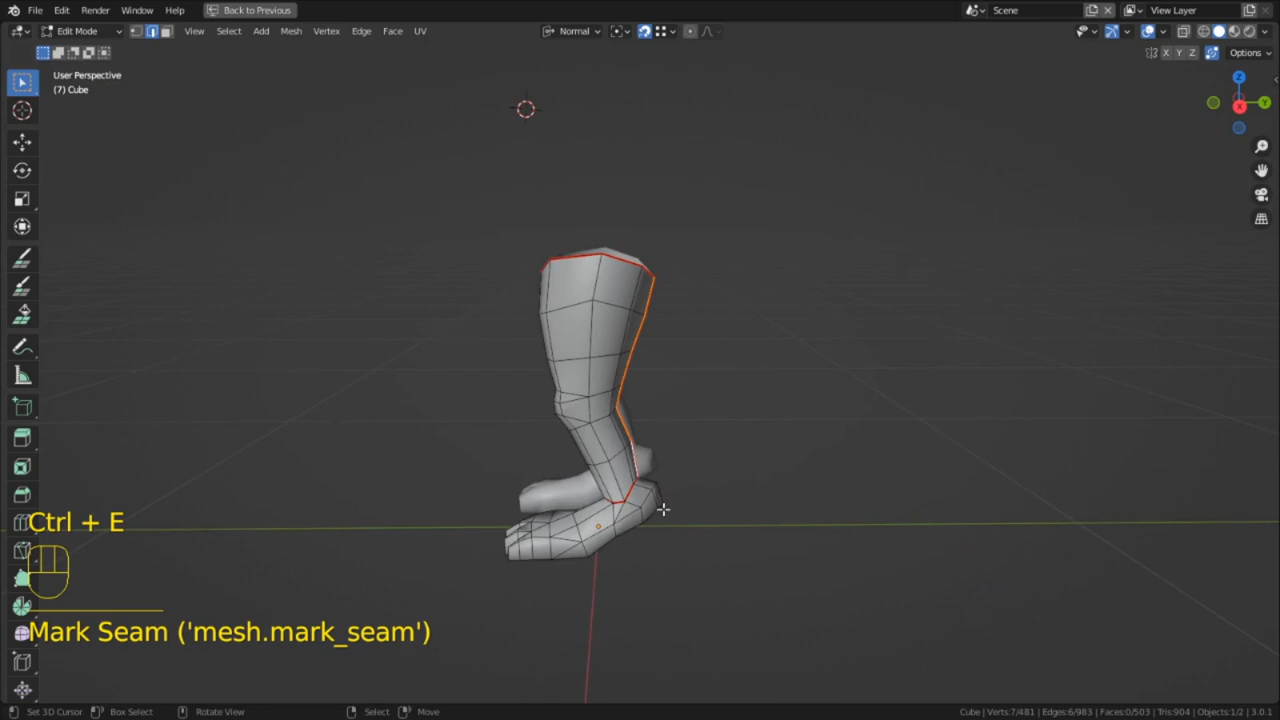 File Edit Render Window Help Back to Previous Scene View Layer
Edit Mode View Select Add Mesh Vertex Edge Face UV Normal
X Y Z Options
User Perspective
(7) Cube
Z
Y
X
Ctrl + E
Mark Seam ('mesh.mark_seam')
Set 3D Cursor Box Select Rotate View Select Move Cube | Verts:7/481 | Edges:6/983 | Faces:0/503 | Tris:904 | Objects:1/2 | 3.0.1